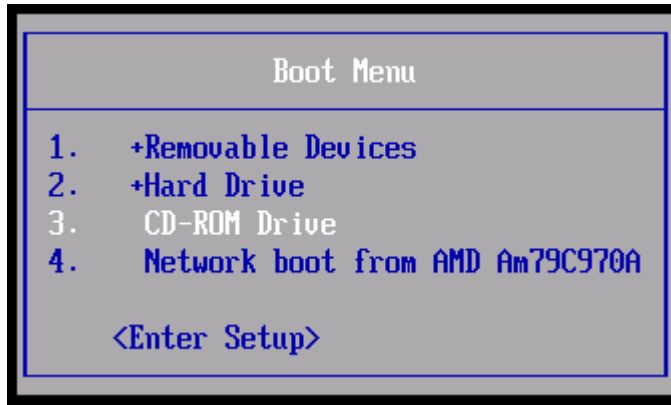 Boot Menu
1. +Removable Devices
2. +Hard Drive
3. CD-ROM Drive
4. Network boot from AMD Am79C970A
<Enter Setup>